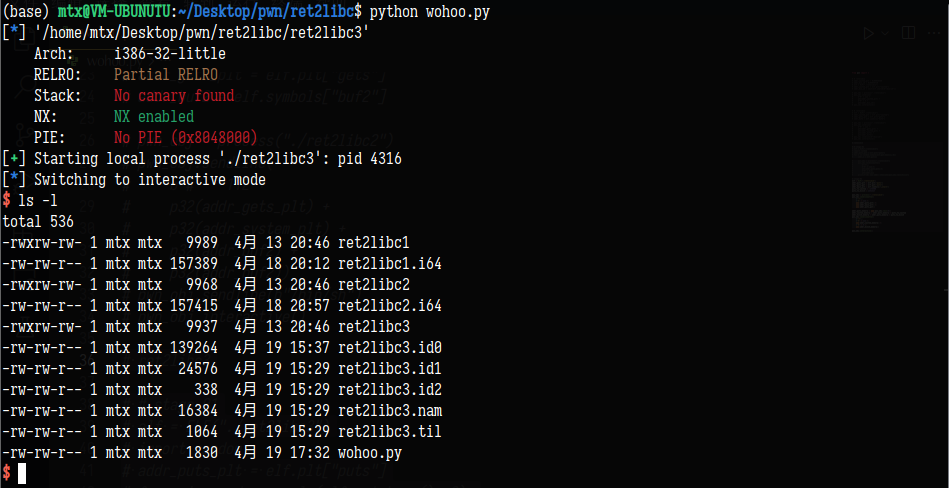 (base) mtx@VM-UBUNUTU:~/Desktop/pwn/ret2libc$ python wohoo.py
[*] '/home/mtx/Desktop/pwn/ret2libc/ret2libc3'
    Arch:     i386-32-little
    RELRO:    Partial RELRO
    Stack:    No canary found
    NX:       NX enabled
    PIE:      No PIE (0x8048000)
[+] Starting local process './ret2libc3': pid 4316
[*] Switching to interactive mode
$ ls -l
total 536
-rwxrw-rw- 1 mtx mtx   9989  4月 13 20:46 ret2libc1
-rw-rw-r-- 1 mtx mtx 157389  4月 18 20:12 ret2libc1.i64
-rwxrw-rw- 1 mtx mtx   9968  4月 13 20:46 ret2libc2
-rw-rw-r-- 1 mtx mtx 157415  4月 18 20:57 ret2libc2.i64
-rwxrw-rw- 1 mtx mtx   9937  4月 13 20:46 ret2libc3
-rw-rw-r-- 1 mtx mtx 139264  4月 19 15:37 ret2libc3.id0
-rw-rw-r-- 1 mtx mtx  24576  4月 19 15:29 ret2libc3.id1
-rw-rw-r-- 1 mtx mtx    338  4月 19 15:29 ret2libc3.id2
-rw-rw-r-- 1 mtx mtx  16384  4月 19 15:29 ret2libc3.nam
-rw-rw-r-- 1 mtx mtx   1064  4月 19 15:29 ret2libc3.til
-rw-rw-r-- 1 mtx mtx   1830  4月 19 17:32 wohoo.py
$